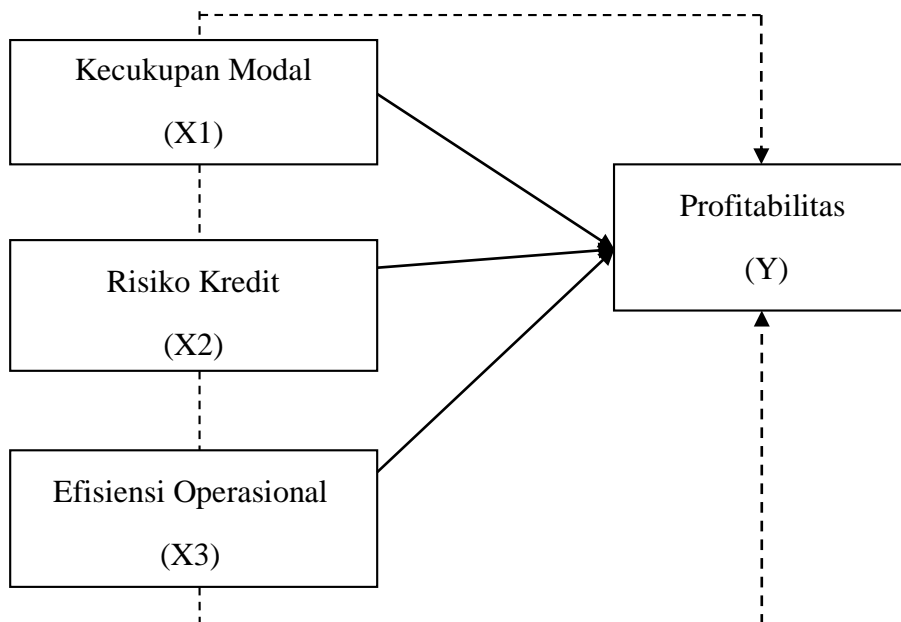 Kecukupan Modal
(X1)
Profitabilitas
(Y)
Risiko Kredit
(X2)
Efisiensi Operasional
(X3)